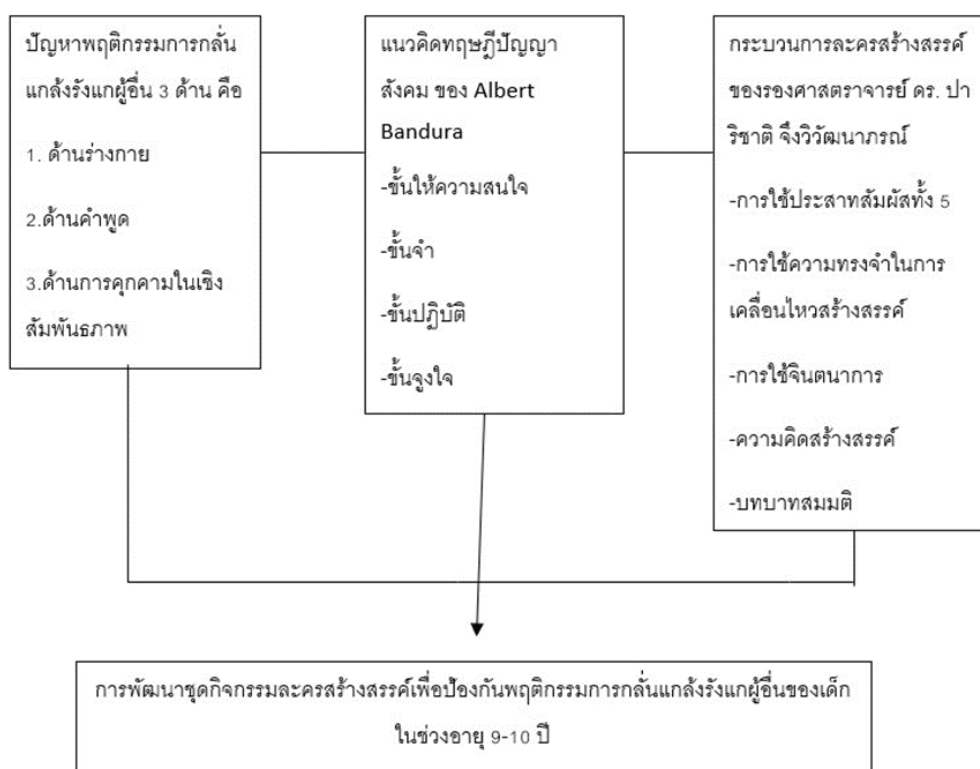 ปัญหาพฤติกรรมการกลั่น
แกล้งรังแกผู้อื่น 3 ด้าน คือ
1. ด้านร่างกาย
2.ด้านคำพูด
3.ด้านการคุกคามในเชิง
สัมพันธภาพ
แนวคิดทฤษฎีปัญญา
สังคม ของ Albert
Bandura
-ขั้นให้ความสนใจ
-ขั้นจำ
-ขั้นปฏิบัติ
-ขั้นจูงใจ
กระบวนการละครสร้างสรรค์
ของรองศาสตราจารย์ ดร. ปา
ริชาติ จึงวิวัฒนาภรณ์
-การใช้ประสาทสัมผัสทั้ง 5
-การใช้ความทรงจำในการ
เคลื่อนไหวสร้างสรรค์
-การใช้จินตนาการ
-ความคิดสร้างสรรค์
-บทบาทสมมติ
การพัฒนาชุดกิจกรรมละครสร้างสรรค์เพื่อป้องกันพฤติกรรมการกลั่นแกล้งรังแกผู้อื่นของเด็ก
ในช่วงอายุ 9-10 ปี